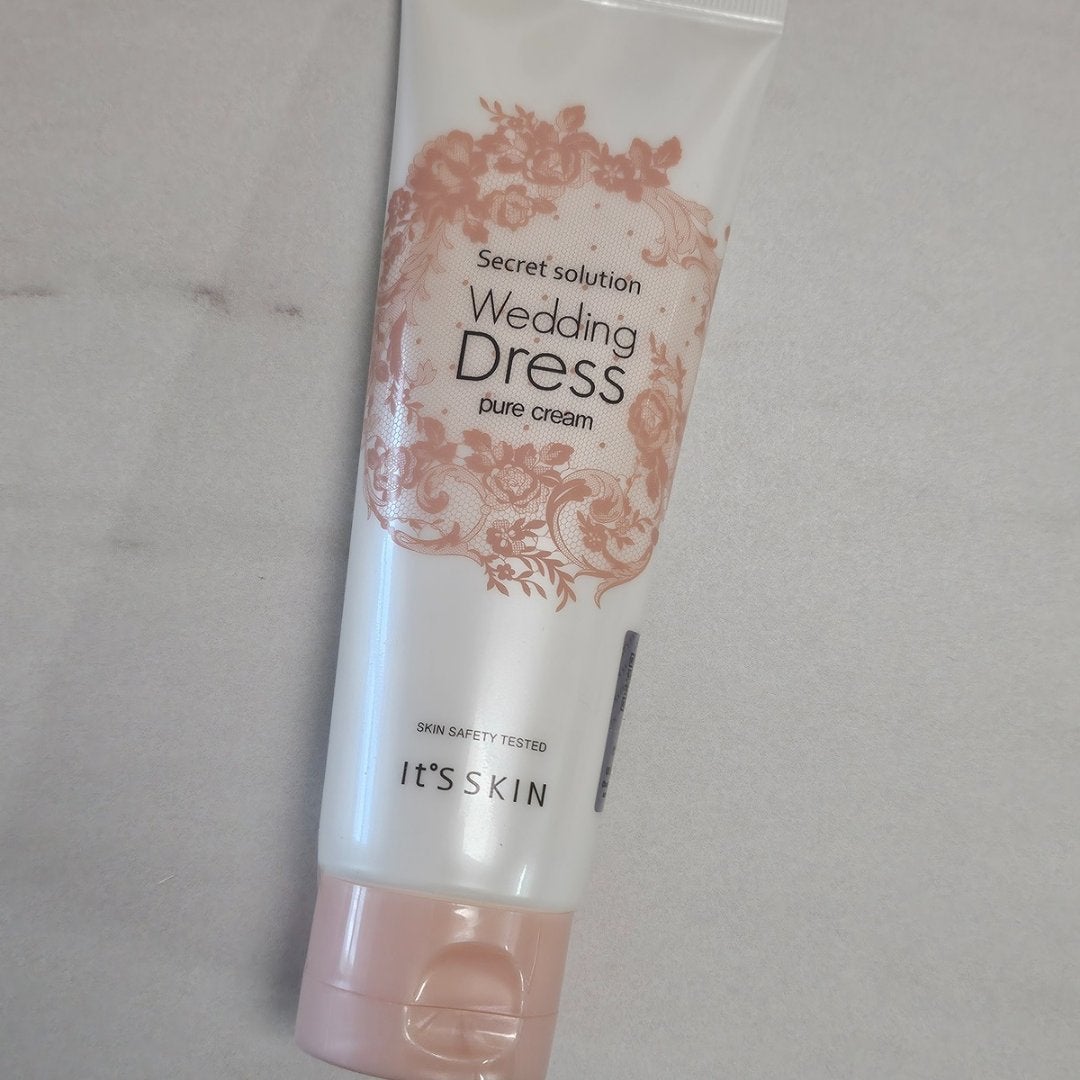 Secret solution
Wedding
Dress
pure cream
SKIN SAFETY TESTED
It'S SKIN